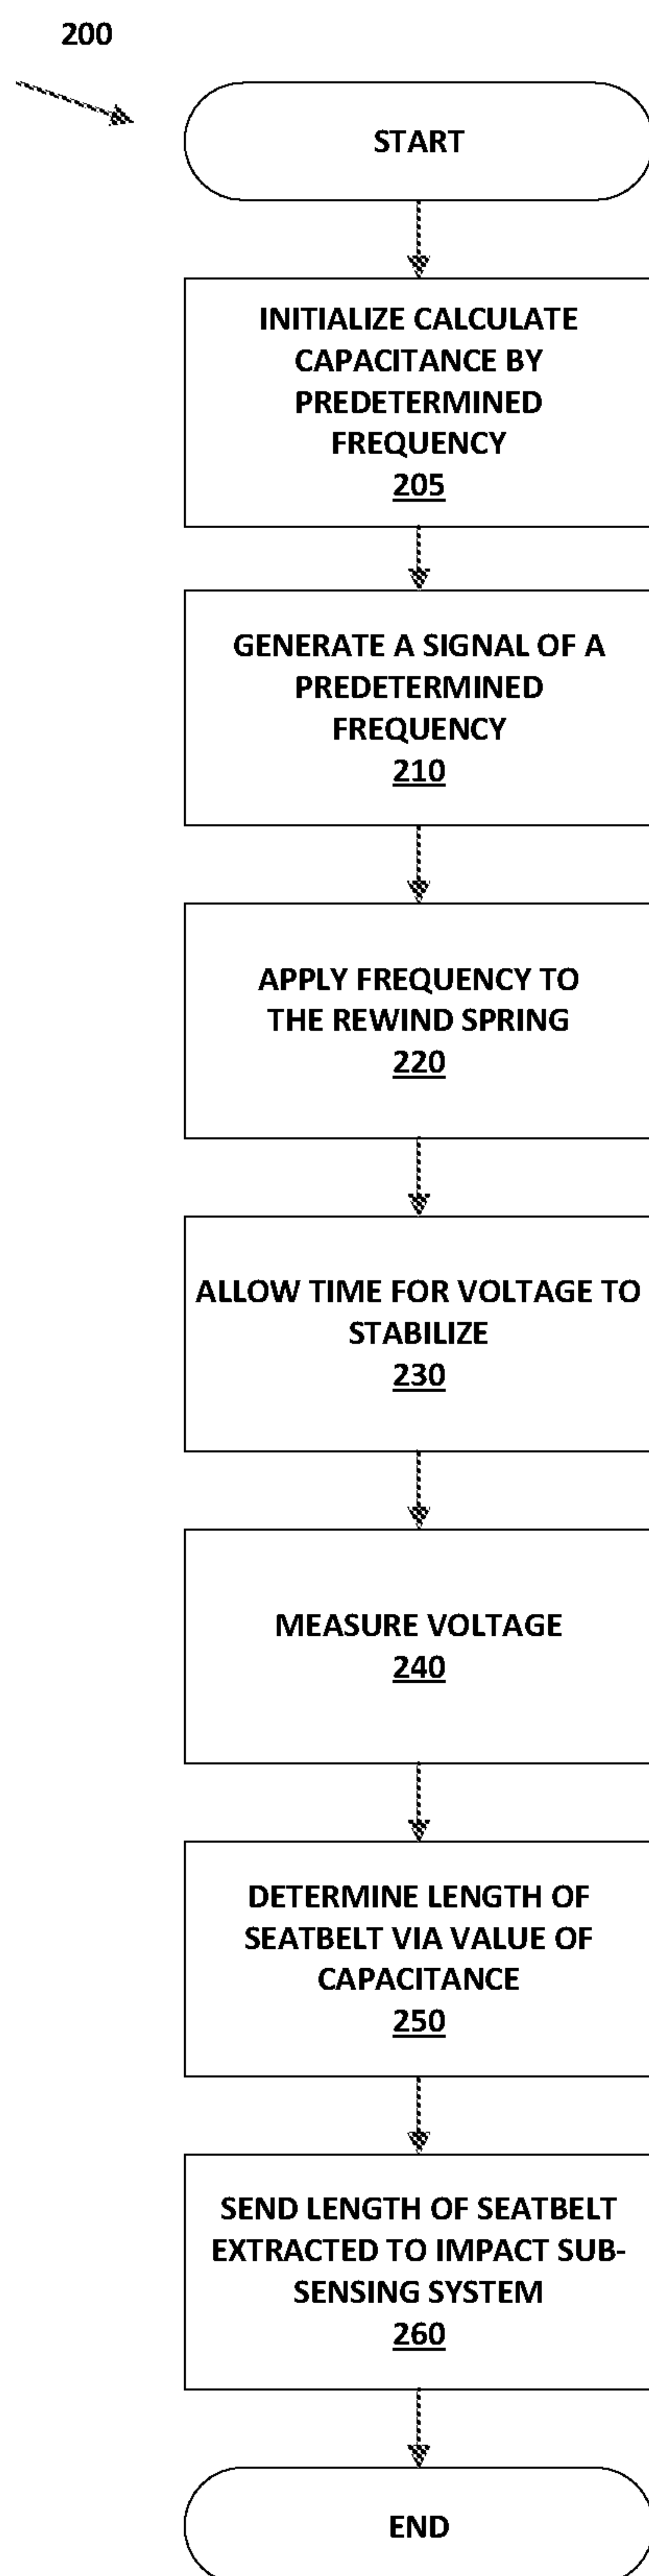 200
START
INITIALIZE CALCULATE
CAPACITANCE BY
PREDETERMINED
FREQUENCY
205
GENERATE A SIGNAL OF A
PREDETERMINED
FREQUENCY
210
APPLY FREQUENCY TO
THE REWIND SPRING
220
ALLOW TIME FOR VOLTAGE TO
STABILIZE
230
MEASURE VOLTAGE
240
DETERMINE LENGTH OF
SEATBELT VIA VALUE OF
CAPACITANCE
250
SEND LENGTH OF SEATBELT
EXTRACTED TO IMPACT SUB-
SENSING SYSTEM
260
END